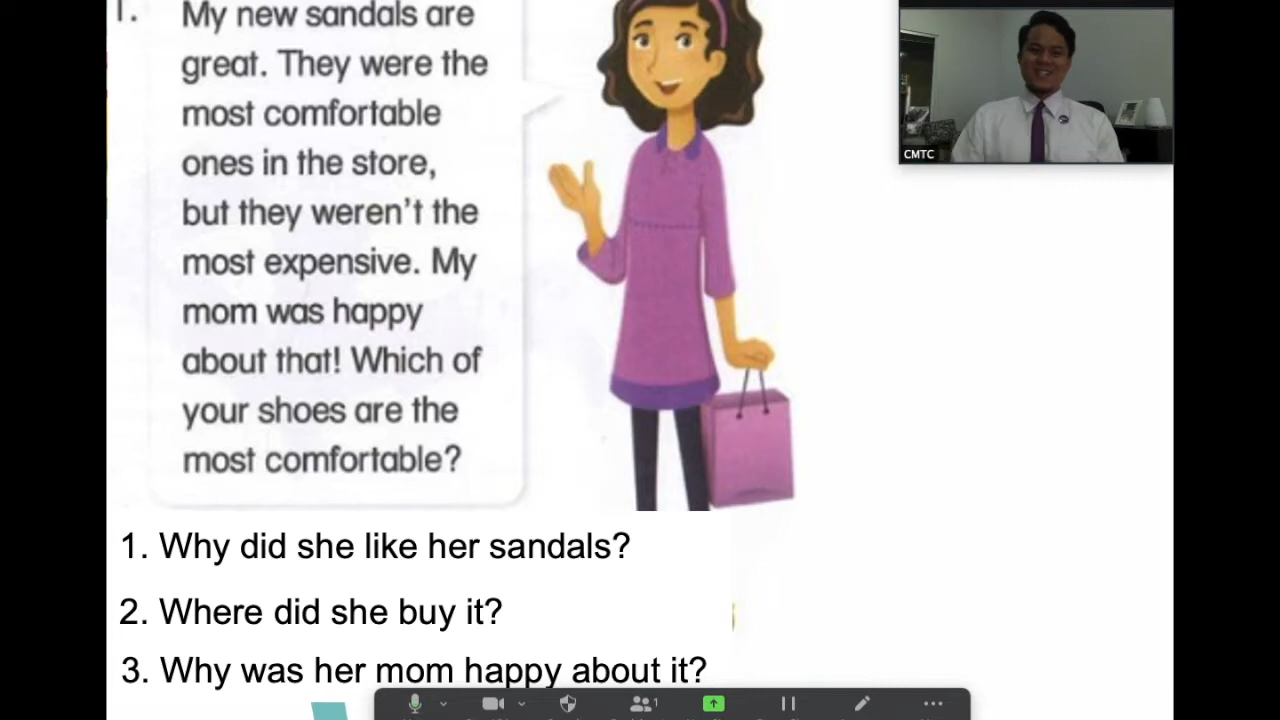 1.
My new sandals are
great. They were the
most comfortable
ones in the store,
but they weren't the
most expensive. My
mom was happy
about that! Which of
your shoes are the
most comfortable?
CMTC
1. Why did she like her sandals?
2. Where did she buy it?
3. Why was her mom happy about it?
1